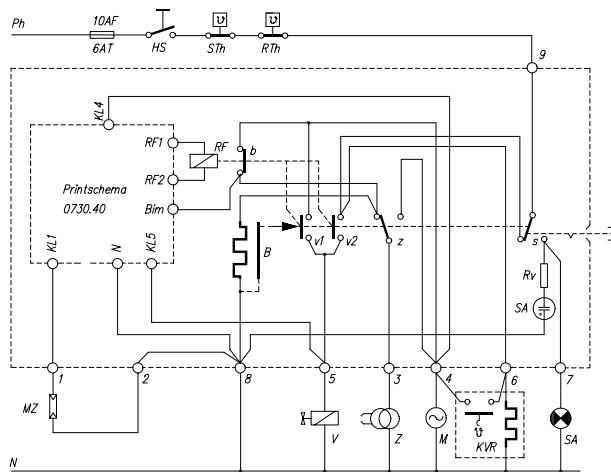 Ph
10AF
6AT
HS
STh
RTh
9
KL4
RF1
RF
b
RF2
Printschema
0730.40
Bim
KL1
N
KL5
B
v1
v2
z
s
Rv
SA
1
2
8
5
3
4
6
7
MZ
V
Z
M
KVR
SA
N